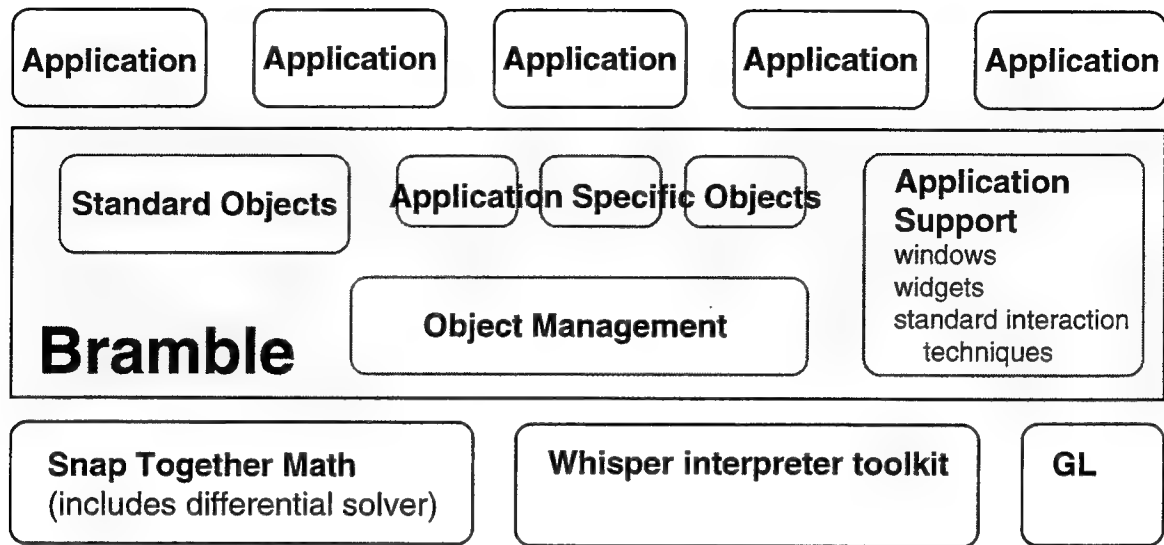 Application Application Application Application Application
Standard Objects
Application Specific Objects
Application
Support
windows
widgets
standard interaction
techniques
Object Management
Bramble
Snap Together Math
(includes differential solver)
Whisper interpreter toolkit
GL